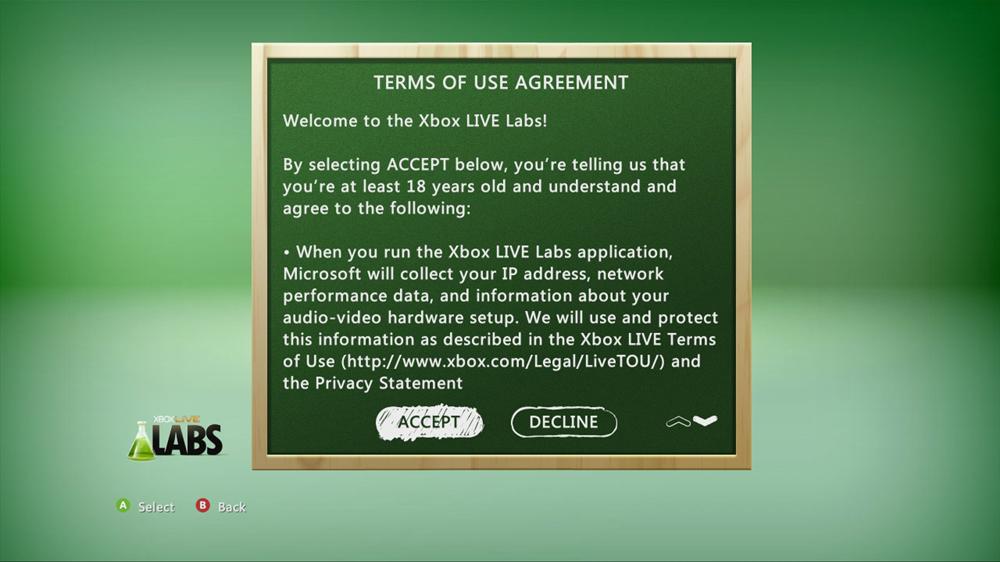 TERMS OF USE AGREEMENT
Welcome to the Xbox LIVE Labs!
By selecting ACCEPT below, you’re telling us that
you’re at least 18 years old and understand and
agree to the following:
• When you run the Xbox LIVE Labs application,
Microsoft will collect your IP address, network
performance data, and information about your
audio-video hardware setup. We will use and protect
this information as described in the Xbox LIVE Terms
of Use (http://www.xbox.com/Legal/LiveTOU/) and
the Privacy Statement
ACCEPT DECLINE
XBOX LIVE
LABS
A Select B Back